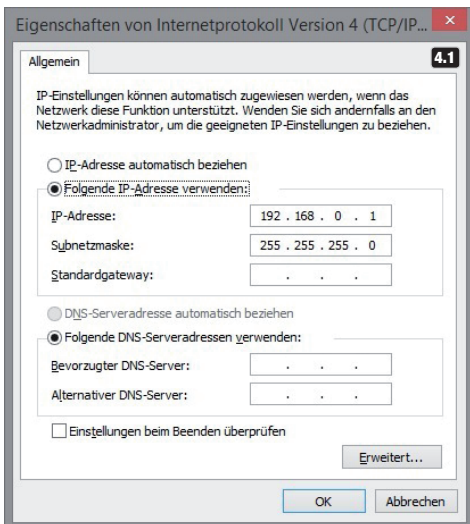 Eigenschaften von Internetprotokoll Version 4 (TCP/IP...
4.1
Allgemein
IP-Einstellungen können automatisch zugewiesen werden, wenn das
Netzwerk diese Funktion unterstützt. Wenden Sie sich andernfalls an den
Netzwerkadministrator, um die geeigneten IP-Einstellungen zu beziehen.
IP-Adresse automatisch beziehen
Folgende IP-Adresse verwenden:
IP-Adresse: 192 . 168 . 0 . 1
Subnetzmaske: 255 . 255 . 255 . 0
Standardgateway: . . .
DNS-Serveradresse automatisch beziehen
Folgende DNS-Serveradressen verwenden:
Bevorzugter DNS-Server: . . .
Alternativer DNS-Server: . . .
Einstellungen beim Beenden überprüfen
Erweitert...
OK Abbrechen